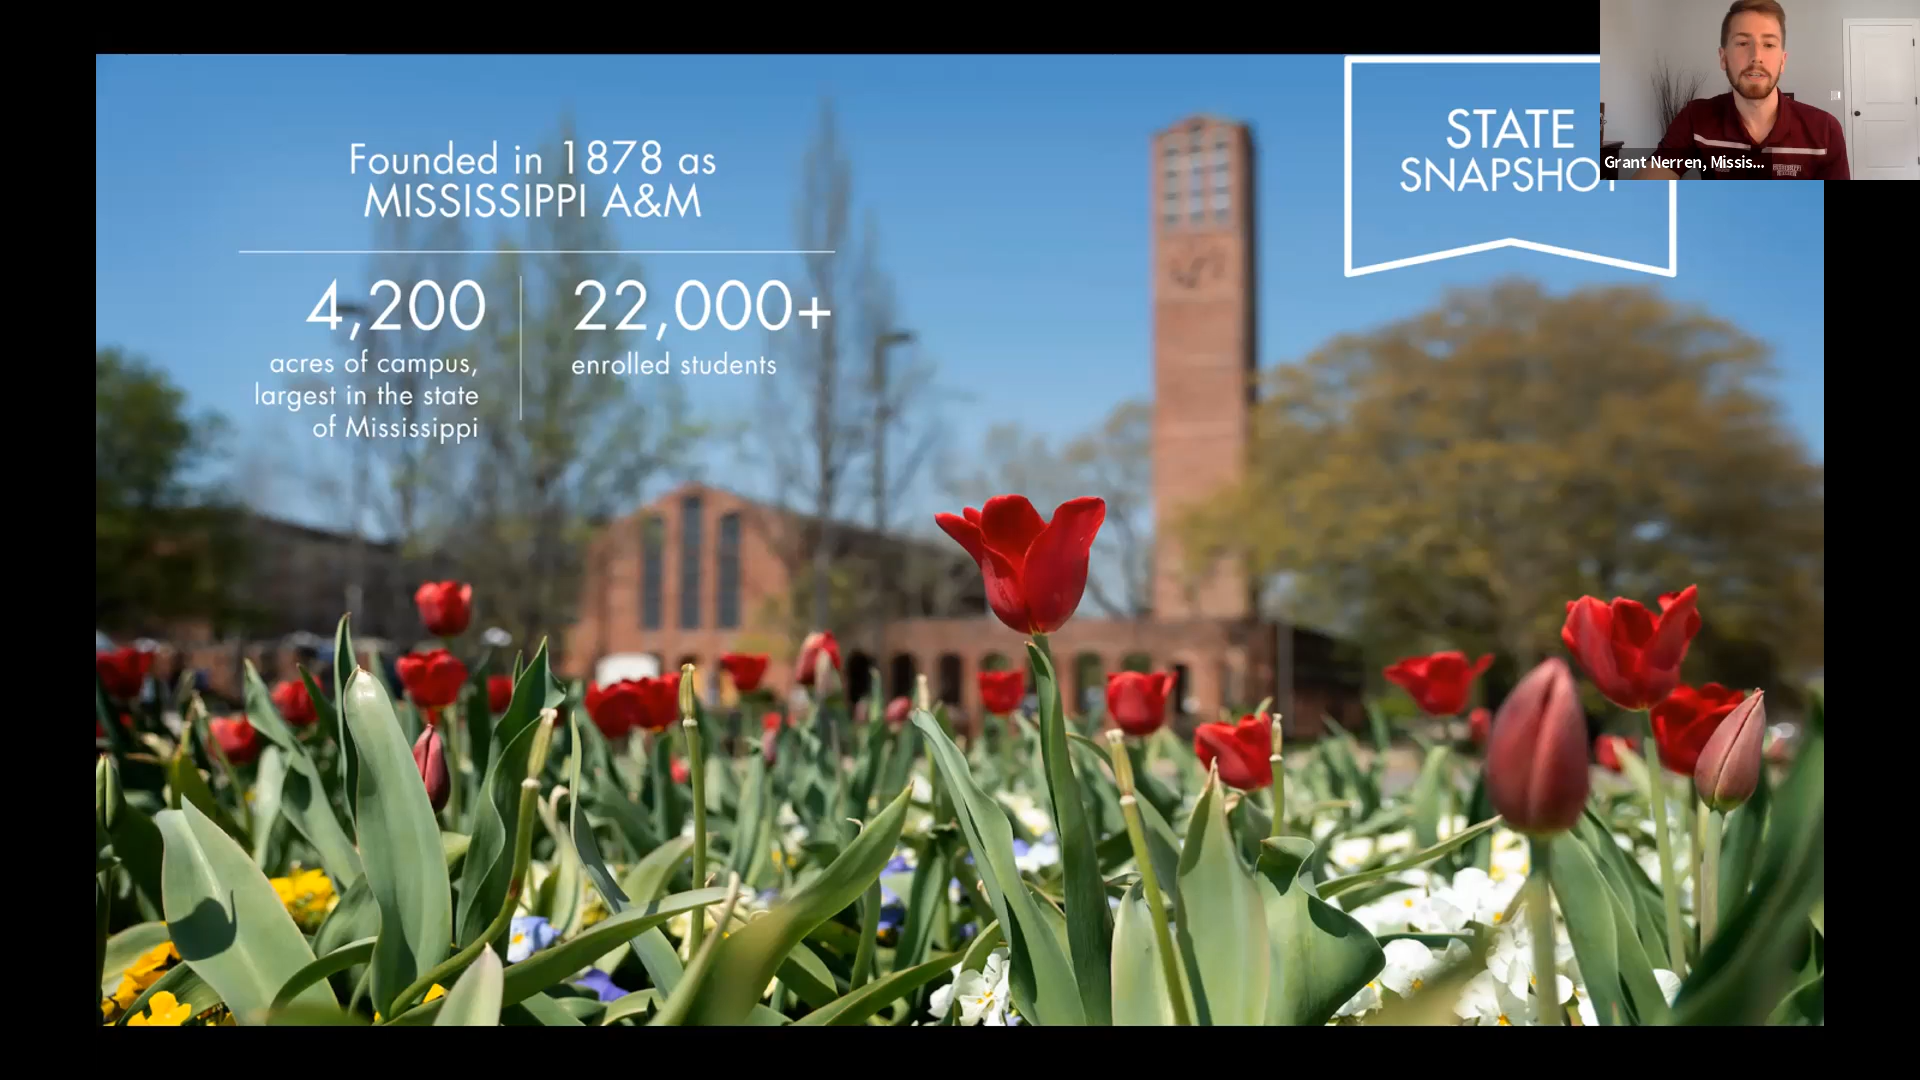 Founded in 1878 as
MISSISSIPPI A&M
4,200
acres of campus,
largest in the state
of Mississippi
22,000+
enrolled students
STATE
SNAPSHOT
Grant Nerren, Missis...